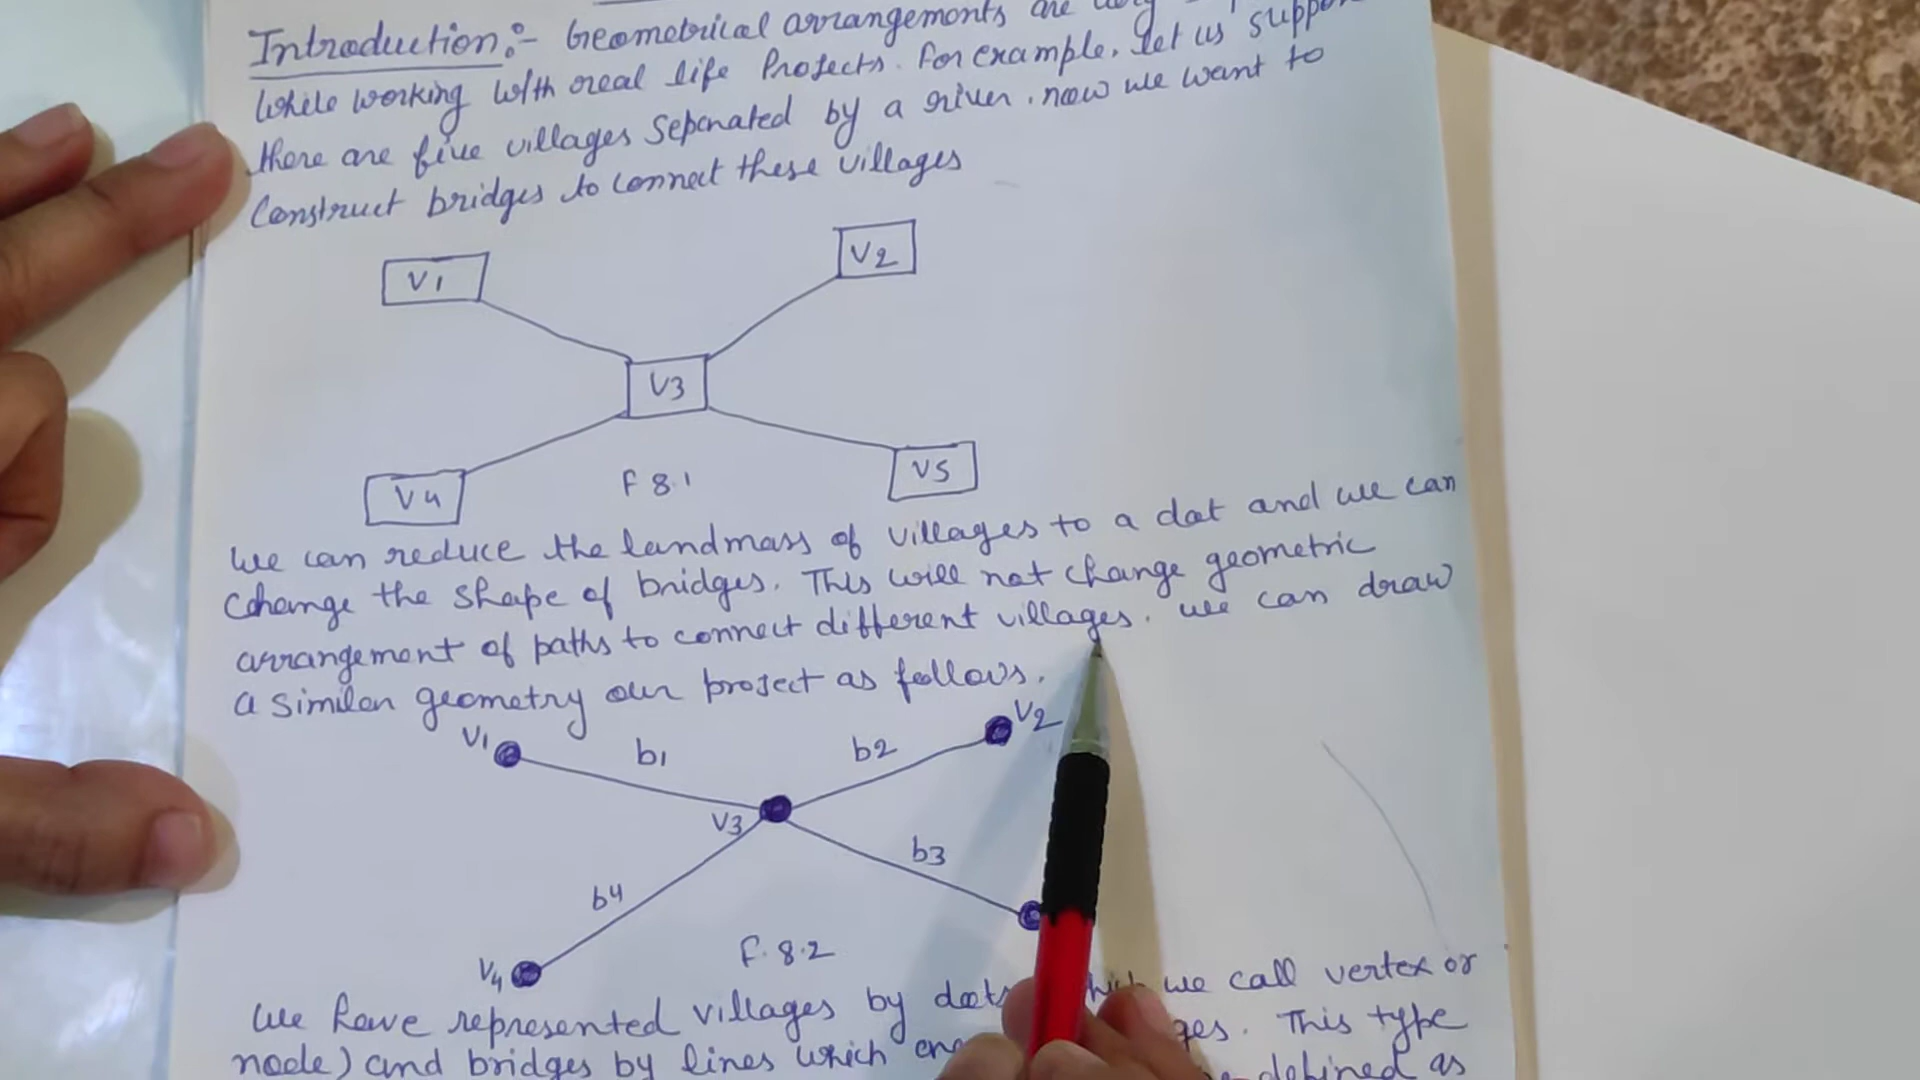 Introduction:- Geometrical arrangements are
while working with real life Projects. For example, let us suppose
there are five villages seperated by a river. now we want to
Construct bridges to connect these villages
V1
V2
V3
V4
V5
F 8.1
We can reduce the landmass of villages to a dot and we can
change the shape of bridges. This will not change geometric
arrangement of paths to connect different villages. We can draw
a similar geometry our project as follows.
V1
b1
b2
V2
V3
b3
b4
V4
F. 8.2
We have represented villages by dots which we call vertex or
node) and bridges by lines which This type
defined as